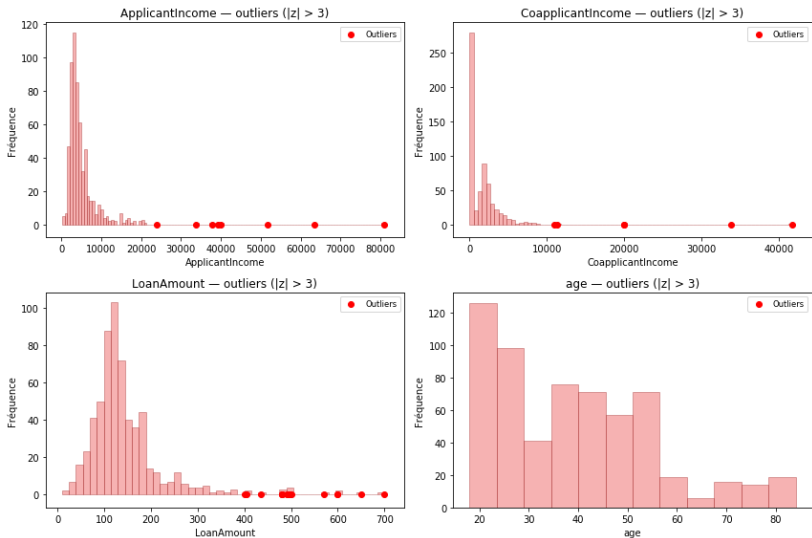 ApplicantIncome — outliers (|z| > 3)
Outliers
Fréquence
120
100
80
60
40
20
0
0 10000 20000 30000 40000 50000 60000 70000 80000
ApplicantIncome
CoapplicantIncome — outliers (|z| > 3)
Outliers
Fréquence
250
200
150
100
50
0
0 10000 20000 30000 40000
CoapplicantIncome
LoanAmount — outliers (|z| > 3)
Outliers
Fréquence
100
80
60
40
20
0
0 100 200 300 400 500 600 700
LoanAmount
age — outliers (|z| > 3)
Outliers
Fréquence
120
100
80
60
40
20
0
20 30 40 50 60 70 80
age